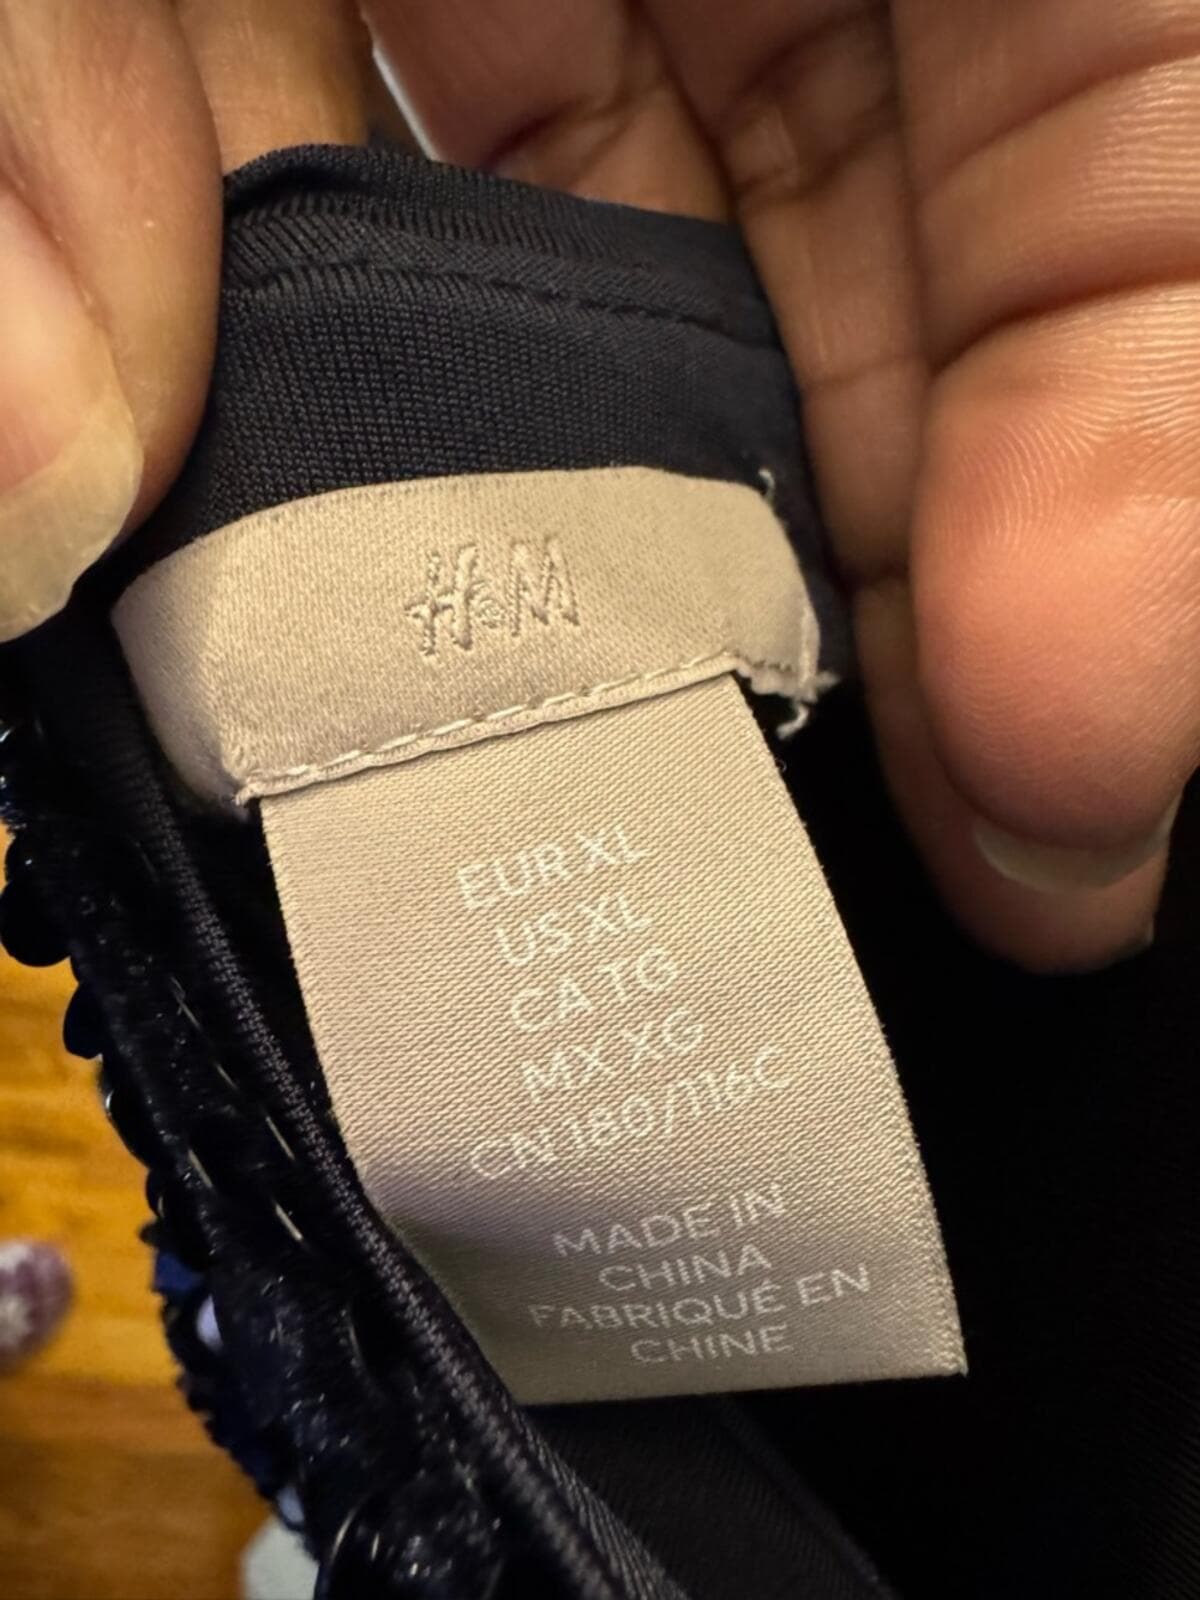 H&M
EUR XL
US XL
CA TG
MX XG
CN 180/116C
MADE IN
CHINA
FABRIQUÉ EN
CHINE